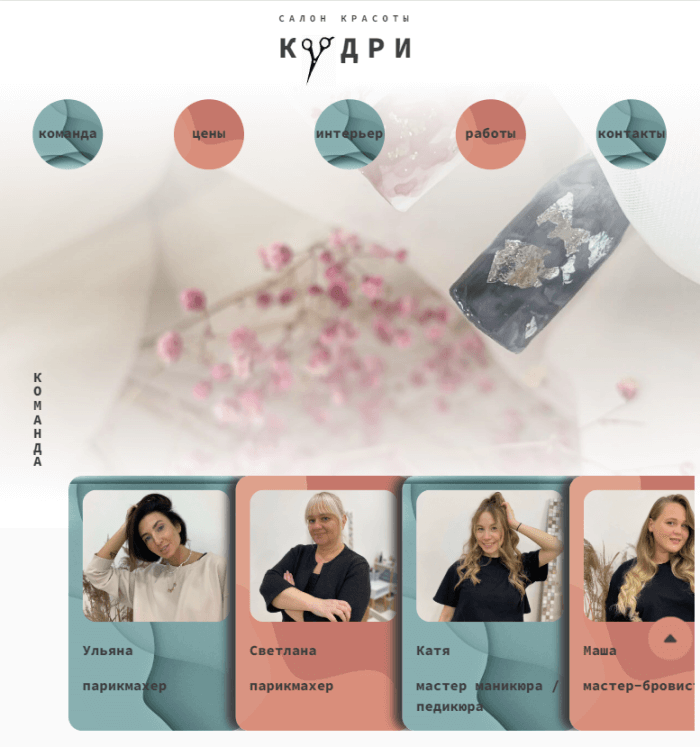 САЛОН КРАСОТЫ
КУДРИ
команда
цены
интерьер
работы
контакты
КОМАНДА
Ульяна
парикмахер
Светлана
парикмахер
Катя
мастер маникюра /
педикюра
Маша
мастер-бровист